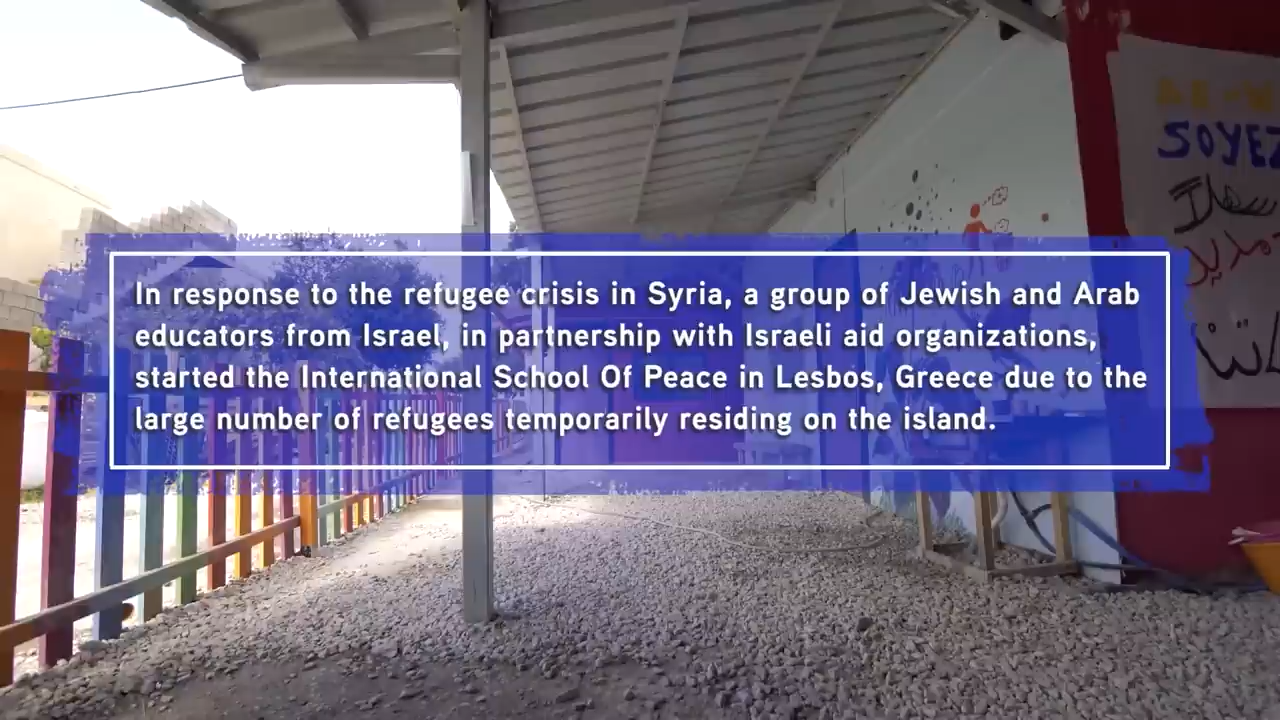 In response to the refugee crisis in Syria, a group of Jewish and Arab
educators from Israel, in partnership with Israeli aid organizations,
started the International School Of Peace in Lesbos, Greece due to the
large number of refugees temporarily residing on the island.
SOYEZ